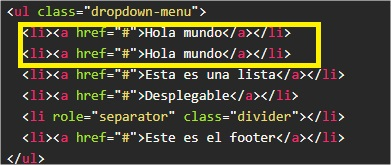 <ul class="dropdown-menu">
<li><a href="#">Hola mundo</a></li>
<li><a href="#">Hola mundo</a></li>
<li><a href="#">Esta es una lista</a></li>
<li><a href="#">Desplegable</a></li>
<li role="separator" class="divider"></li>
<li><a href="#">Este es el footer</a></li>
</ul>